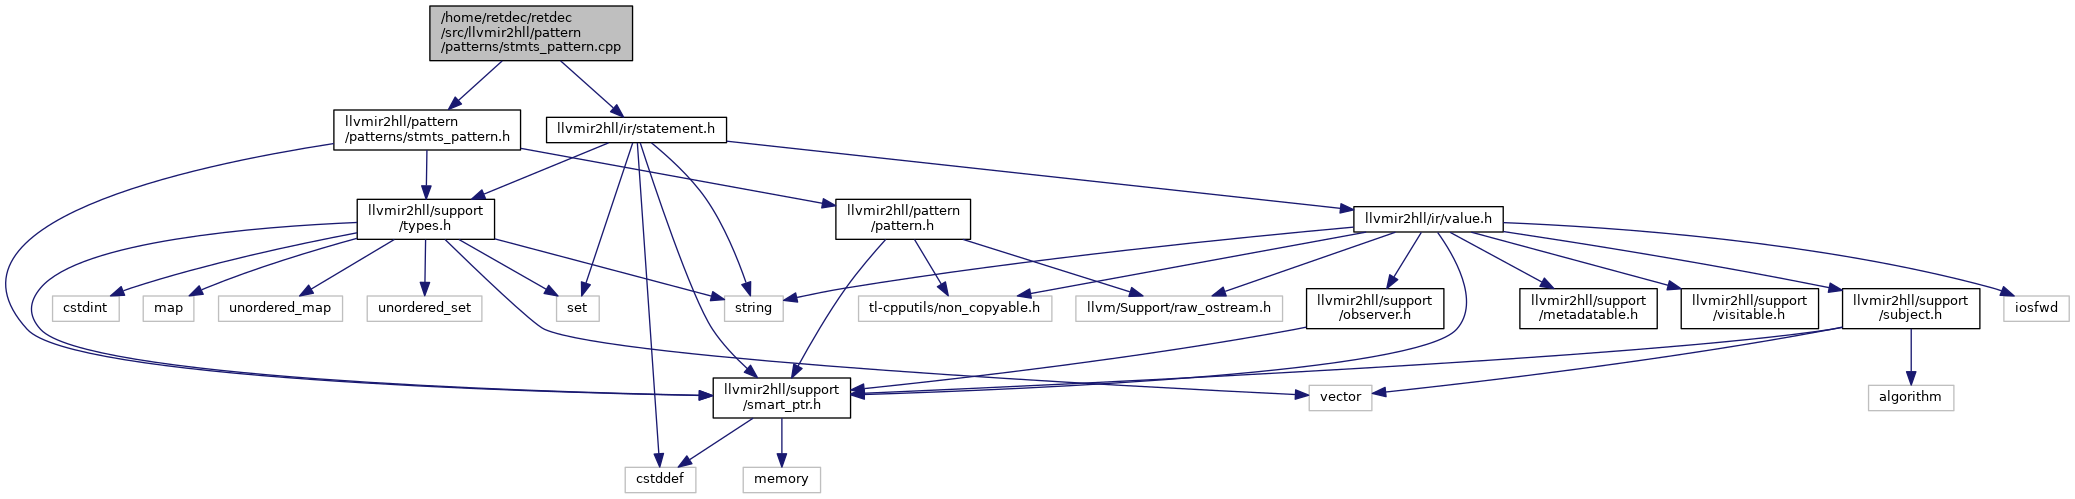 /home/retdec/retdec
/src/llvmir2hll/pattern
/patterns/stmts_pattern.cpp
llvmir2hll/pattern
/patterns/stmts_pattern.h
llvmir2hll/ir/statement.h
llvmir2hll/support
/types.h
llvmir2hll/pattern
/pattern.h
llvmir2hll/ir/value.h
cstdint
map
unordered_map
unordered_set
set
string
tl-cpputils/non_copyable.h
llvm/Support/raw_ostream.h
llvmir2hll/support
/observer.h
llvmir2hll/support
/metadatable.h
llvmir2hll/support
/visitable.h
llvmir2hll/support
/subject.h
iosfwd
llvmir2hll/support
/smart_ptr.h
vector
algorithm
cstddef
memory